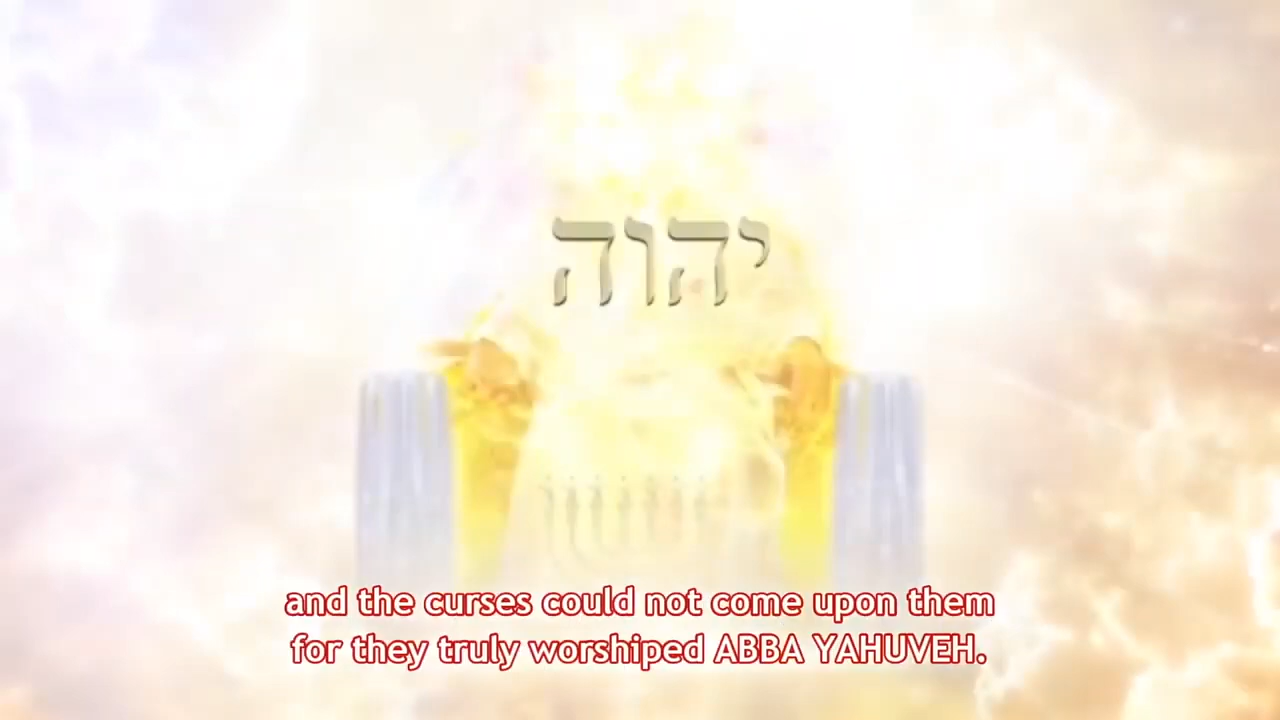 יהוה
and the curses could not come upon them
for they truly worshiped ABBA YAHUVEH.